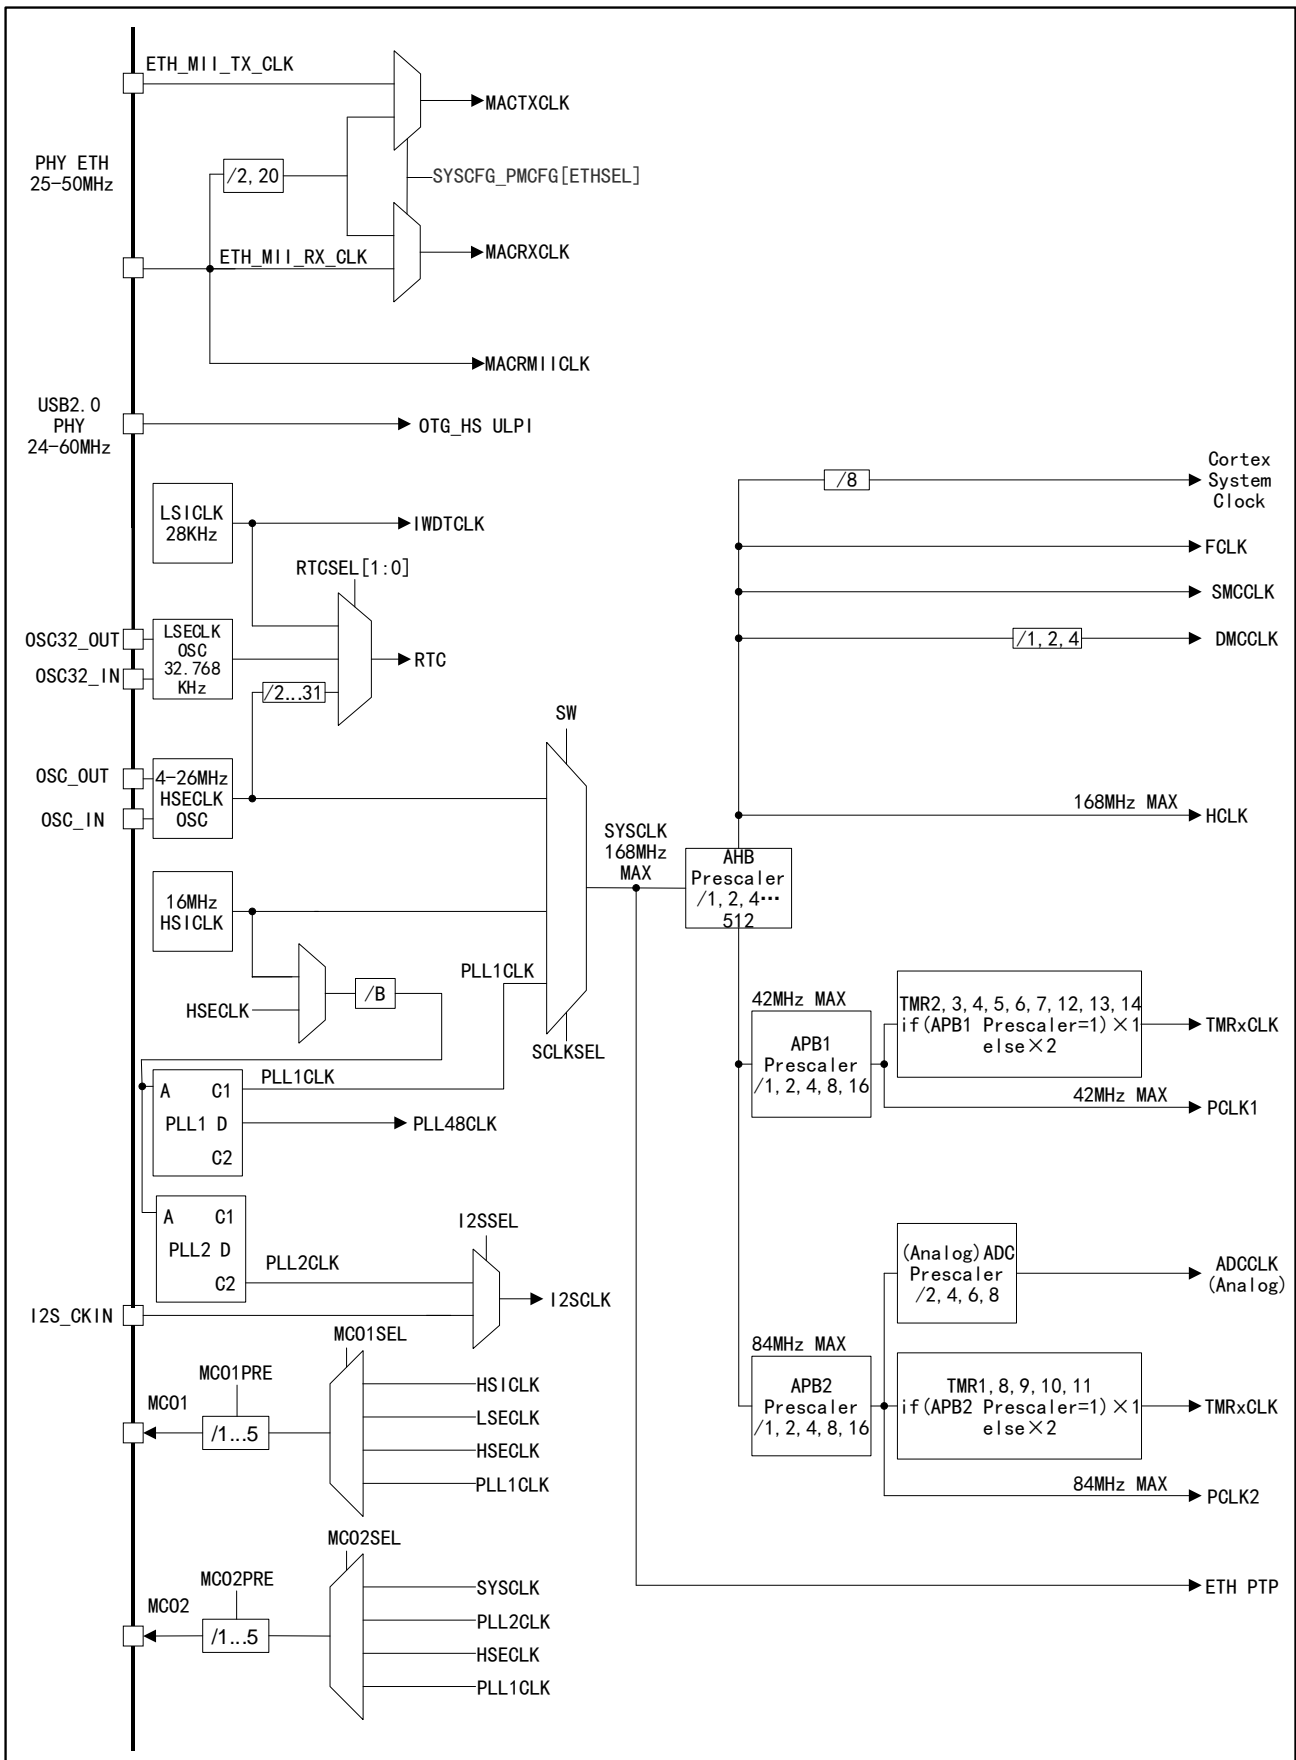 ETH_MII_TX_CLK
MACTXCLK
PHY ETH
25-50MHz
/2, 20
SYSCFG_PMCFG[ETHSEL]
ETH_MII_RX_CLK
MACRXCLK
MACRMIICLK
USB2.0
PHY
24-60MHz
OTG_HS ULPI
Cortex
System
Clock
/8
LSICLK
28KHz
IWDTCLK
FCLK
RTCSEL[1:0]
SMCCLK
OSC32_OUT
OSC32_IN
LSECLK
OSC
32.768
KHz
RTC
/2...31
/1, 2, 4
DMCCLK
SW
OSC_OUT
OSC_IN
4-26MHz
HSECLK
OSC
168MHz MAX
HCLK
SYSCLK
168MHz
MAX
AHB
Prescaler
/1, 2, 4…
512
16MHz
HSICLK
PLL1CLK
/B
HSECLK
SCLKSEL
42MHz MAX
APB1
Prescaler
/1, 2, 4, 8, 16
TMR2, 3, 4, 5, 6, 7, 12, 13, 14
if(APB1 Prescaler=1)×1
else×2
TMRxCLK
42MHz MAX
PCLK1
PLL1CLK
A C1
PLL1 D
C2
PLL48CLK
A C1
PLL2 D
C2
PLL2CLK
I2SSEL
I2SCLK
I2S_CKIN
(Analog)ADC
Prescaler
/2, 4, 6, 8
ADCCLK
(Analog)
84MHz MAX
APB2
Prescaler
/1, 2, 4, 8, 16
TMR1, 8, 9, 10, 11
if(APB2 Prescaler=1)×1
else×2
TMRxCLK
84MHz MAX
PCLK2
MCO1SEL
MCO1PRE
MCO1
/1...5
HSICLK
LSECLK
HSECLK
PLL1CLK
MCO2SEL
MCO2PRE
MCO2
/1...5
SYSCLK
PLL2CLK
HSECLK
PLL1CLK
ETH PTP